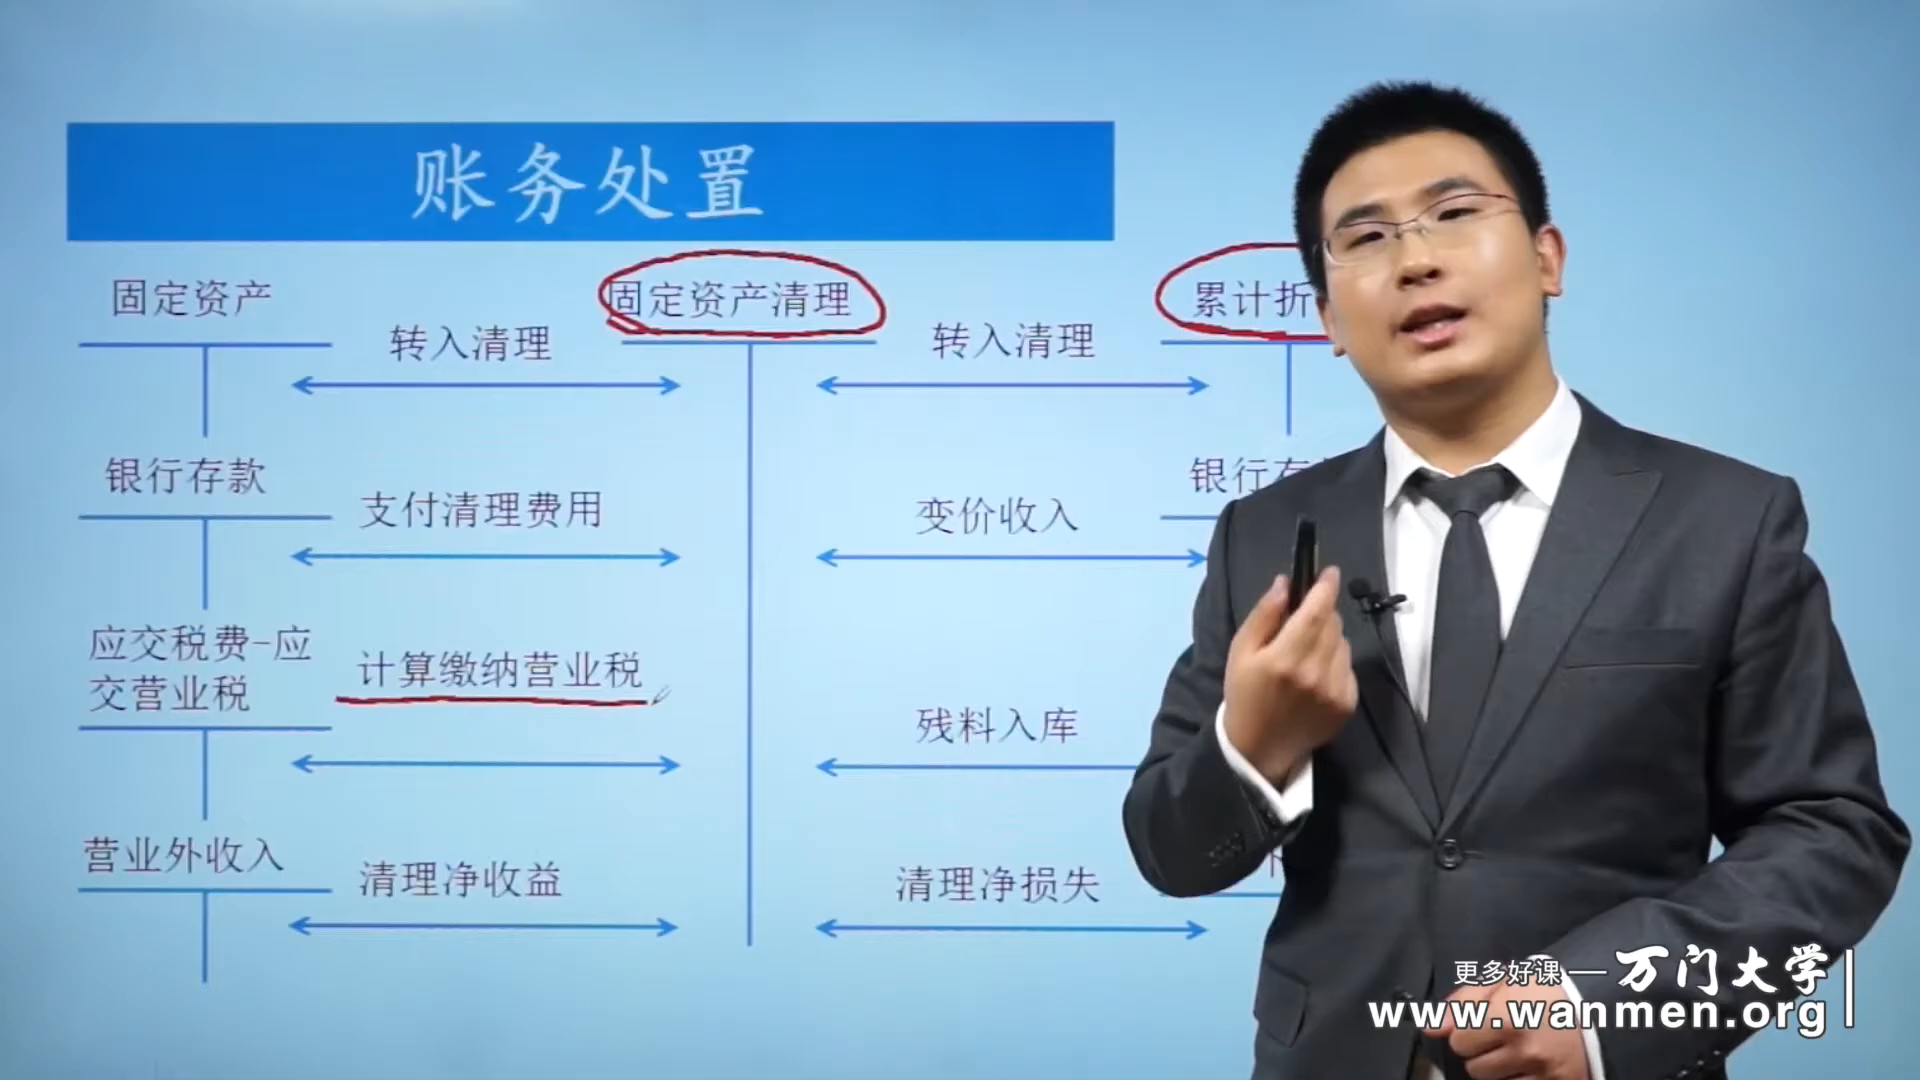 账务处置
固定资产
转入清理
固定资产清理
转入清理
累计折
银行存款
支付清理费用
变价收入
银行存
应交税费-应
交营业税
计算缴纳营业税
残料入库
营业外收入
清理净收益
清理净损失
更多好课—万门大学
www.wanmen.org